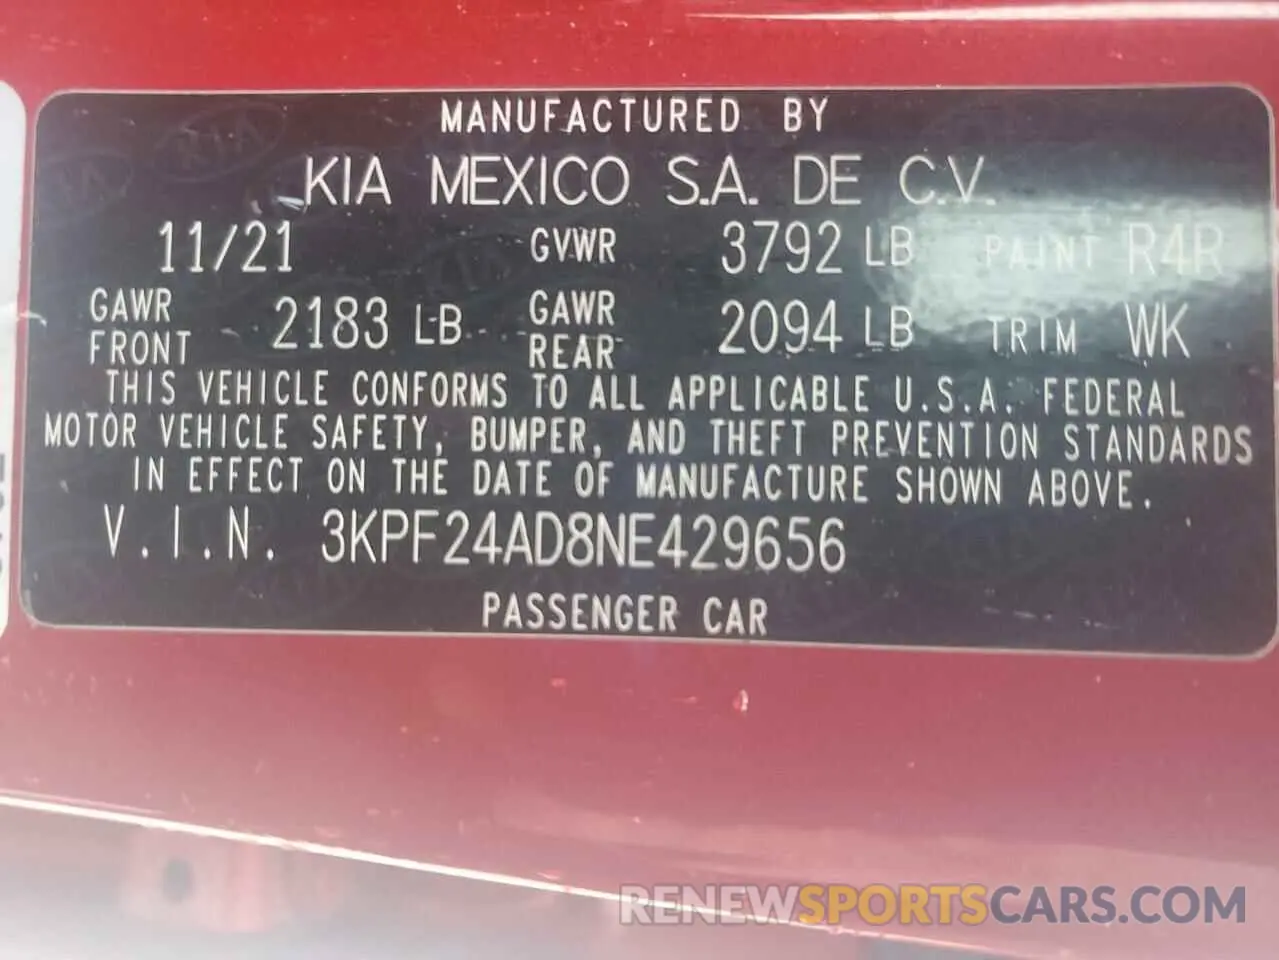 MANUFACTURED BY
KIA MEXICO S.A. DE C.V.
11/21 GVWR 3792 LB PAINT R4R
GAWR FRONT 2183 LB GAWR REAR 2094 LB TRIM WK
THIS VEHICLE CONFORMS TO ALL APPLICABLE U.S.A. FEDERAL
MOTOR VEHICLE SAFETY, BUMPER, AND THEFT PREVENTION STANDARDS
IN EFFECT ON THE DATE OF MANUFACTURE SHOWN ABOVE.
V.I.N. 3KPF24AD8NE429656
PASSENGER CAR
RENEWSPORTSCARS.COM